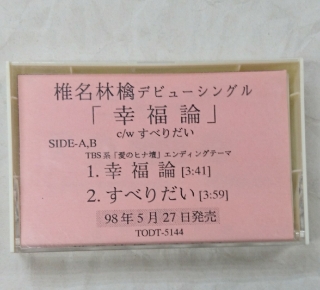 椎名林檎デビューシングル
「幸福論」
c/w すべりだい
SIDE-A,B
TBS系「愛のヒナ壇」エンディングテーマ
1. 幸福論 [3:41]
2. すべりだい [3:59]
98年5月27日発売
TODT-5144